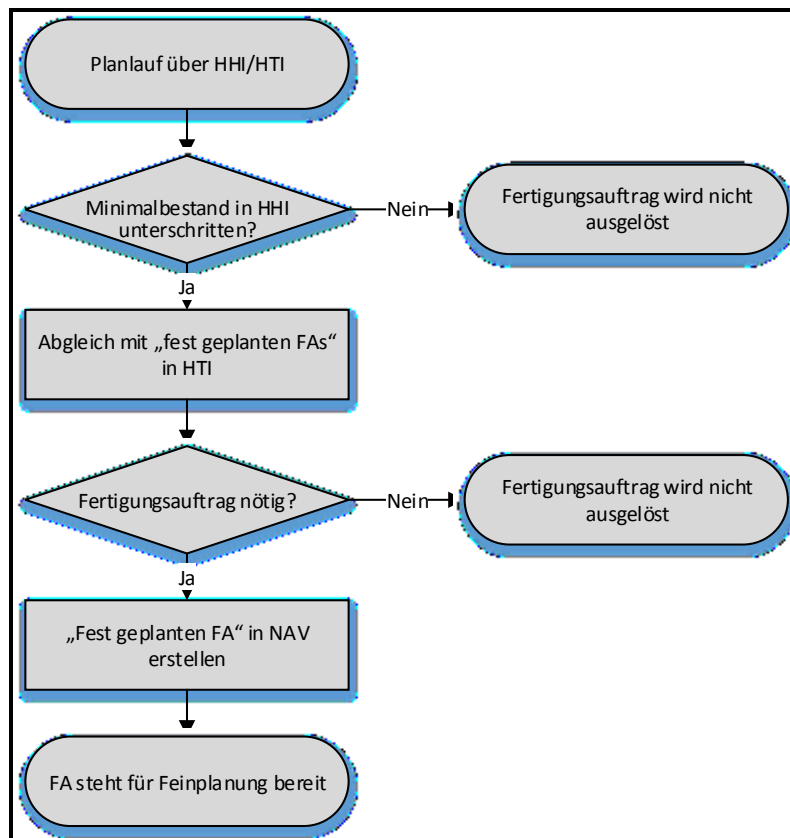 Planlauf über HHI/HTI
Minimalbestand in HHI
unterschritten?
Nein
Fertigungsauftrag wird nicht
ausgelöst
Ja
Abgleich mit „fest geplanten FAs“
in HTI
Fertigungsauftrag nötig?
Nein
Fertigungsauftrag wird nicht
ausgelöst
Ja
„Fest geplanten FA“ in NAV
erstellen
FA steht für Feinplanung bereit